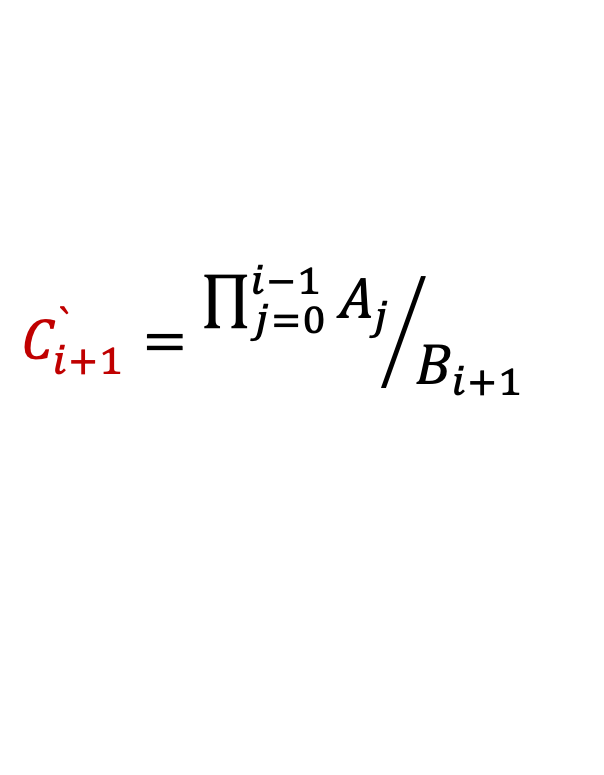 C`_{i+1} = ∏_{j=0}^{i−1} A_j / B_{i+1}